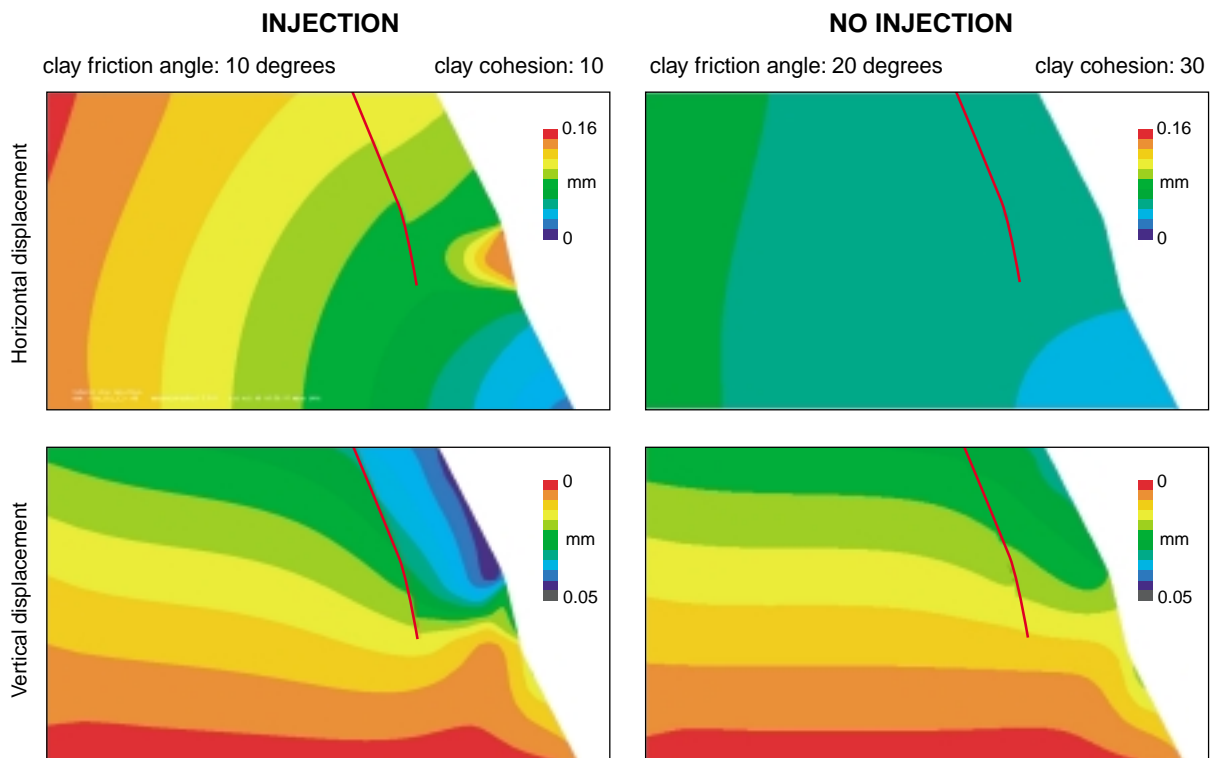 INJECTION
NO INJECTION
clay friction angle: 10 degrees
clay cohesion: 10
clay friction angle: 20 degrees
clay cohesion: 30
Horizontal displacement
0.16
mm
0
0.16
mm
0
Vertical displacement
0
mm
0.05
0
mm
0.05